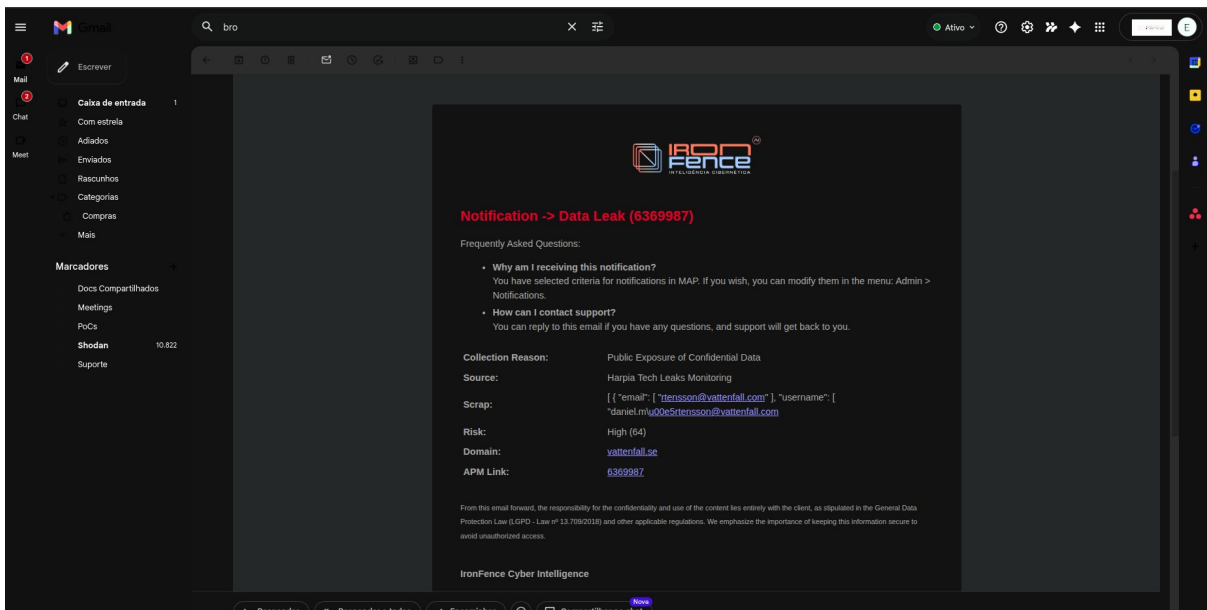 Gmail
bro
Ativo
E
1
Mail
2
Chat
Meet
Escrever
Caixa de entrada 1
Com estrela
Adiados
Enviados
Rascunhos
Categorias
Compras
Mais
Marcadores
Docs Compartilhados
Meetings
PoCs
Shodan 10.822
Suporte
IRON
FENCE
INTELIGÊNCIA CIBERNÉTICA
Notification -> Data Leak (6369987)
Frequently Asked Questions:
• Why am I receiving this notification?
You have selected criteria for notifications in MAP. If you wish, you can modify them in the menu: Admin >
Notifications.
• How can I contact support?
You can reply to this email if you have any questions, and support will get back to you.
Collection Reason: Public Exposure of Confidential Data
Source: Harpia Tech Leaks Monitoring
Scrap: [ { "email": [ "rtensson@vattenfall.com" ], "username": [
"daniel.m\u00e5rtensson@vattenfall.com
Risk: High (64)
Domain: vattenfall.se
APM Link: 6369987
From this email forward, the responsibility for the confidentiality and use of the content lies entirely with the client, as stipulated in the General Data
Protection Law (LGPD - Law nº 13.709/2018) and other applicable regulations. We emphasize the importance of keeping this information secure to
avoid unauthorized access.
IronFence Cyber Intelligence
Nova